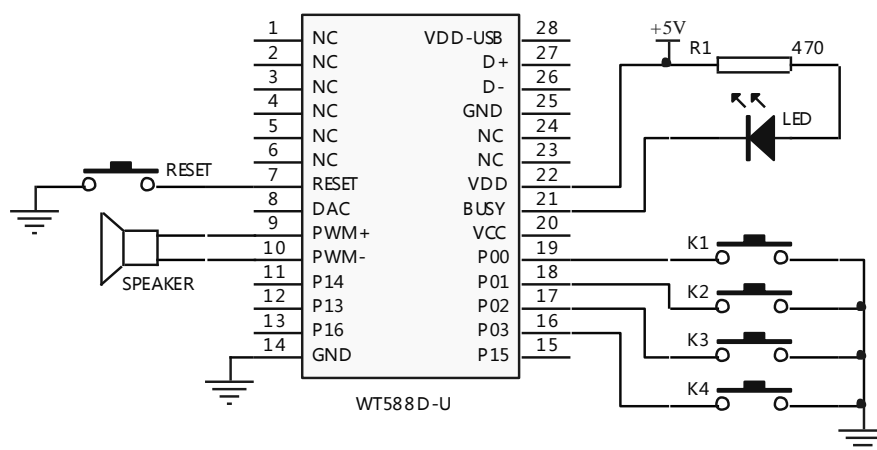 1 NC VDD-USB 28
2 NC D+ 27
3 NC D- 26
4 NC GND 25
5 NC NC 24
6 NC NC 23
7 RESET VDD 22
8 DAC BUSY 21
9 PWM+ VCC 20
10 PWM- P00 19
11 P14 P01 18
12 P13 P02 17
13 P16 P03 16
14 GND P15 15
WT588D-U
RESET
SPEAKER
+5V
R1 470
LED
K1
K2
K3
K4